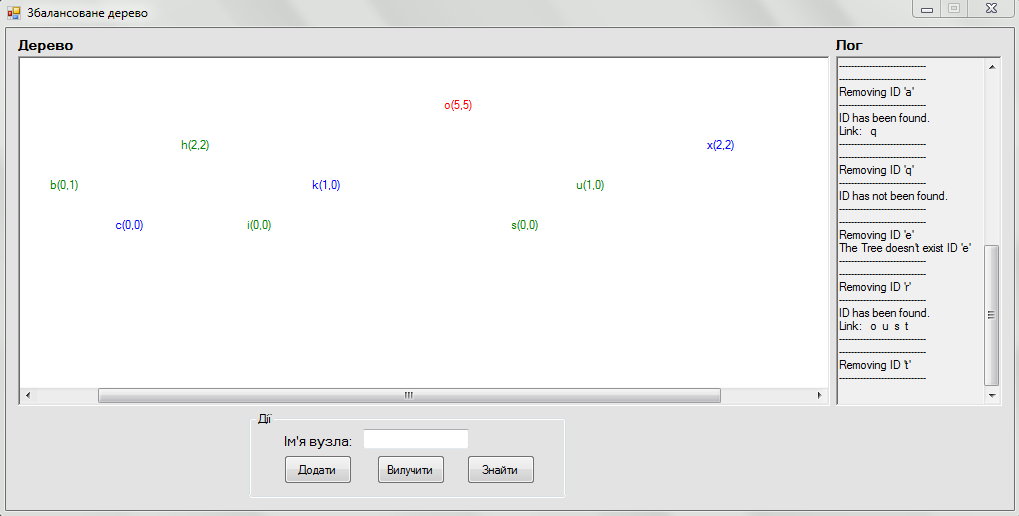 Збалансоване дерево
Дерево
o(5,5)
h(2,2)
x(2,2)
b(0,1)
k(1,0)
u(1,0)
c(0,0)
i(0,0)
s(0,0)
Лог
------------------------------
------------------------------
Removing ID 'a'
------------------------------
ID has been found.
Link: q
------------------------------
------------------------------
Removing ID 'q'
------------------------------
ID has not been found.
------------------------------
------------------------------
Removing ID 'e'
The Tree doesn't exist ID 'e'
------------------------------
------------------------------
Removing ID 'r'
------------------------------
ID has been found.
Link: o u s t
------------------------------
------------------------------
Removing ID 't'
------------------------------
Дії
Ім'я вузла:
Додати
Вилучити
Знайти